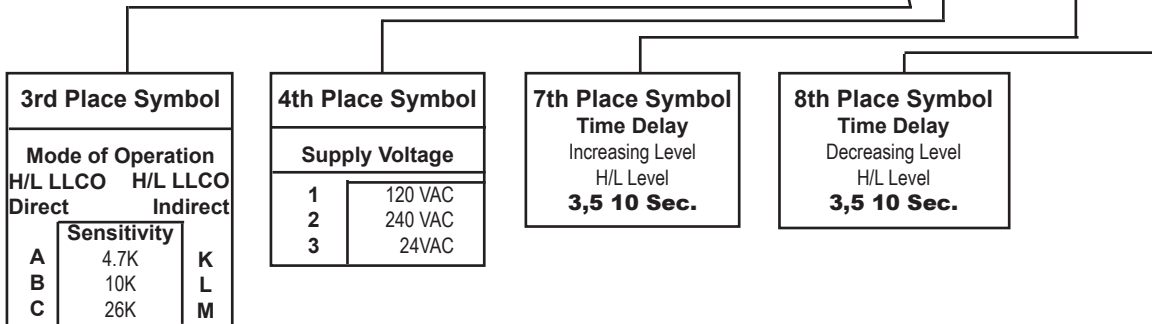 3rd Place Symbol
Mode of Operation
H/L LLCO H/L LLCO
Direct Indirect
Sensitivity
A 4.7K K
B 10K L
C 26K M
4th Place Symbol
Supply Voltage
1 120 VAC
2 240 VAC
3 24VAC
7th Place Symbol
Time Delay
Increasing Level
H/L Level
3,5 10 Sec.
8th Place Symbol
Time Delay
Decreasing Level
H/L Level
3,5 10 Sec.